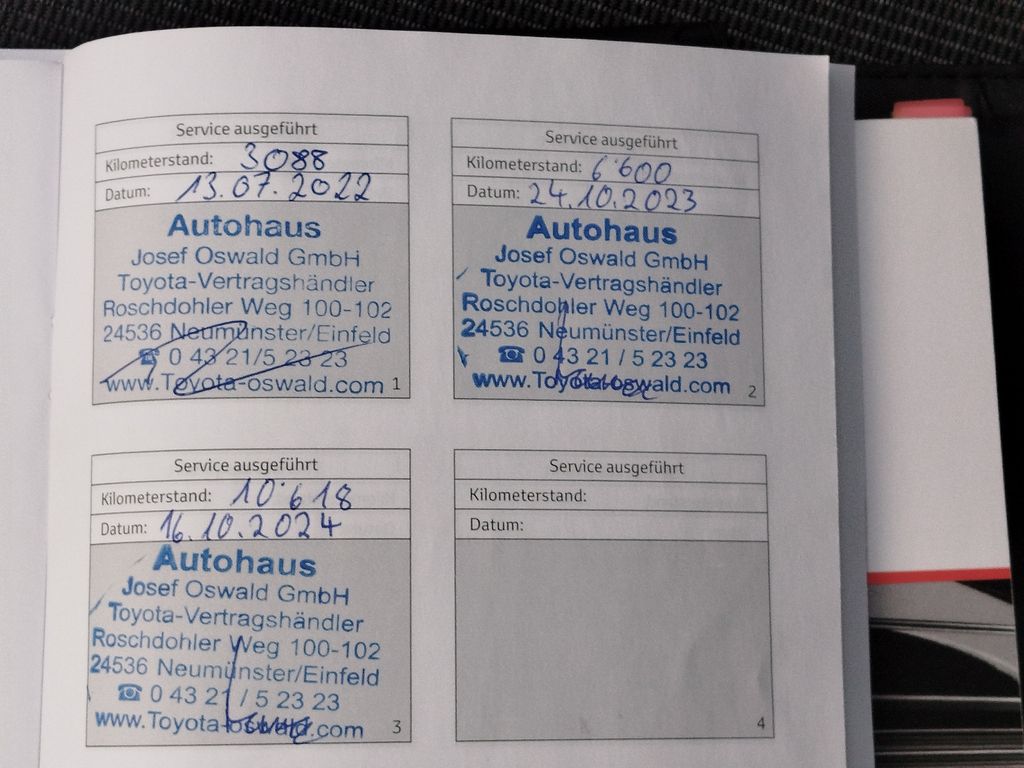 Service ausgeführt
Kilometerstand: 3088
Datum: 13.07.2022
Autohaus
Josef Oswald GmbH
Toyota-Vertragshändler
Roschdohler Weg 100-102
24536 Neumünster/Einfeld
☎ 0 43 21/5 23 23
www.Toyota-oswald.com 1
Service ausgeführt
Kilometerstand: 6'600
Datum: 24.10.2023
Autohaus
Josef Oswald GmbH
Toyota-Vertragshändler
Roschdohler Weg 100-102
24536 Neumünster/Einfeld
☎ 0 43 21 / 5 23 23
www.Toyota-oswald.com 2
Service ausgeführt
Kilometerstand: 10'618
Datum: 16.10.2024
Autohaus
Josef Oswald GmbH
Toyota-Vertragshändler
Roschdohler Weg 100-102
24536 Neumünster/Einfeld
☎ 0 43 21 / 5 23 23
www.Toyota-oswald.com 3
Service ausgeführt
Kilometerstand:
Datum:
4